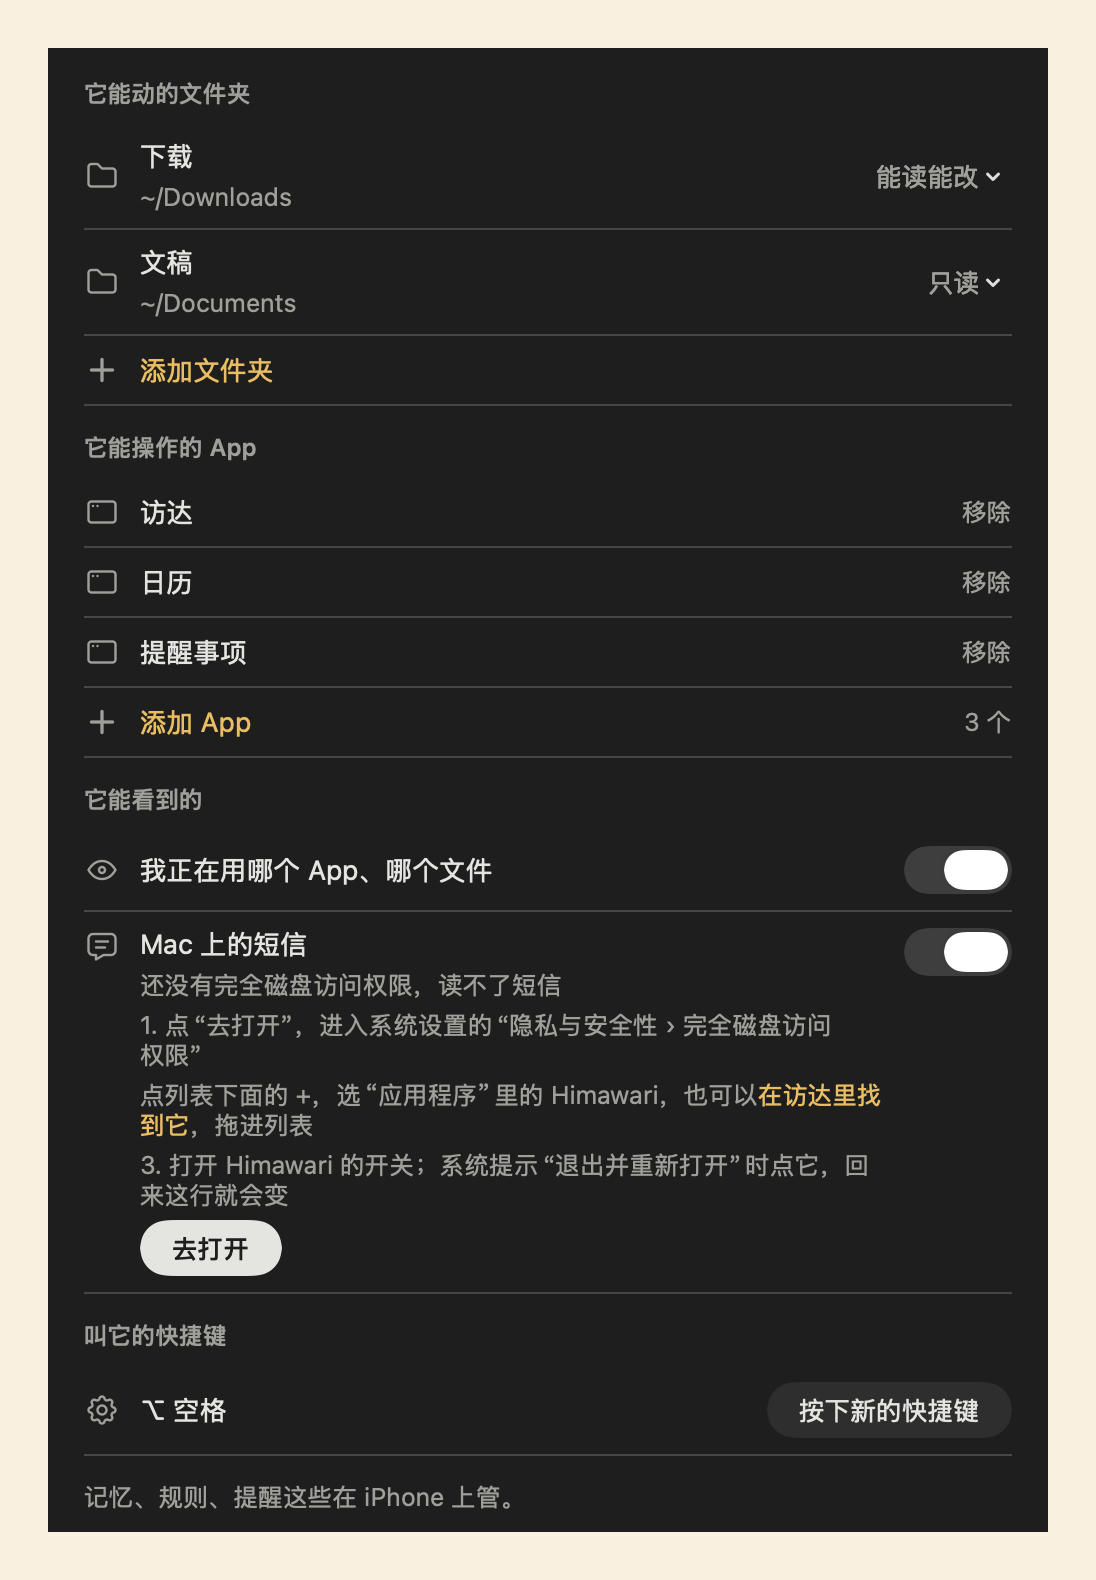 它能动的文件夹
下载
~/Downloads
能读能改
文稿
~/Documents
只读
添加文件夹
它能操作的 App
访达
移除
日历
移除
提醒事项
移除
添加 App
3 个
它能看到的
我正在用哪个 App、哪个文件
Mac 上的短信
还没有完全磁盘访问权限，读不了短信
1. 点“去打开”，进入系统设置的“隐私与安全性 › 完全磁盘访问
权限”
点列表下面的 +，选“应用程序”里的 Himawari，也可以在访达里找
到它，拖进列表
3. 打开 Himawari 的开关；系统提示“退出并重新打开”时点它，回
来这行就会变
去打开
叫它的快捷键
⌥ 空格
按下新的快捷键
记忆、规则、提醒这些在 iPhone 上管。